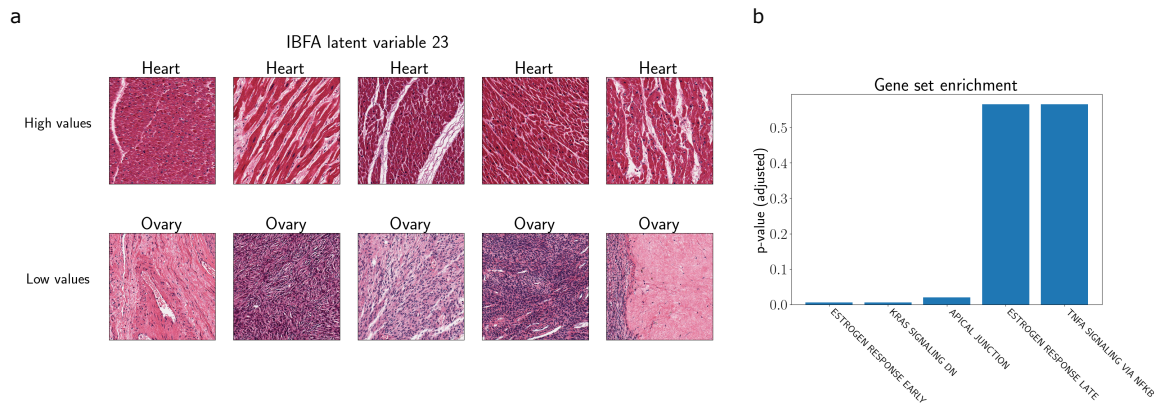 a
IBFA latent variable 23
Heart Heart Heart Heart Heart
High values
Ovary Ovary Ovary Ovary Ovary
Low values
b
Gene set enrichment
p-value (adjusted)
0.5
0.4
0.3
0.2
0.1
0.0
ESTROGEN RESPONSE EARLY
KRAS SIGNALING DN
APICAL JUNCTION
ESTROGEN RESPONSE LATE
TNFA SIGNALING VIA NFKB